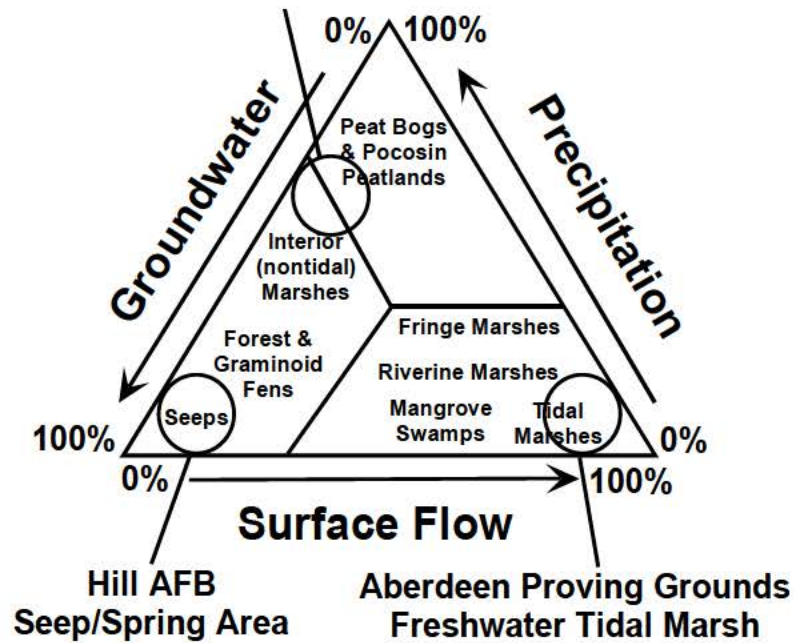 0% 100%
Groundwater
Precipitation
Peat Bogs
& Pocosin
Peatlands
Interior
(nontidal)
Marshes
Fringe Marshes
Forest &
Graminoid
Fens
Riverine Marshes
Seeps
Mangrove
Swamps
Tidal
Marshes
100%
0%
0%
100%
Surface Flow
Hill AFB
Seep/Spring Area
Aberdeen Proving Grounds
Freshwater Tidal Marsh